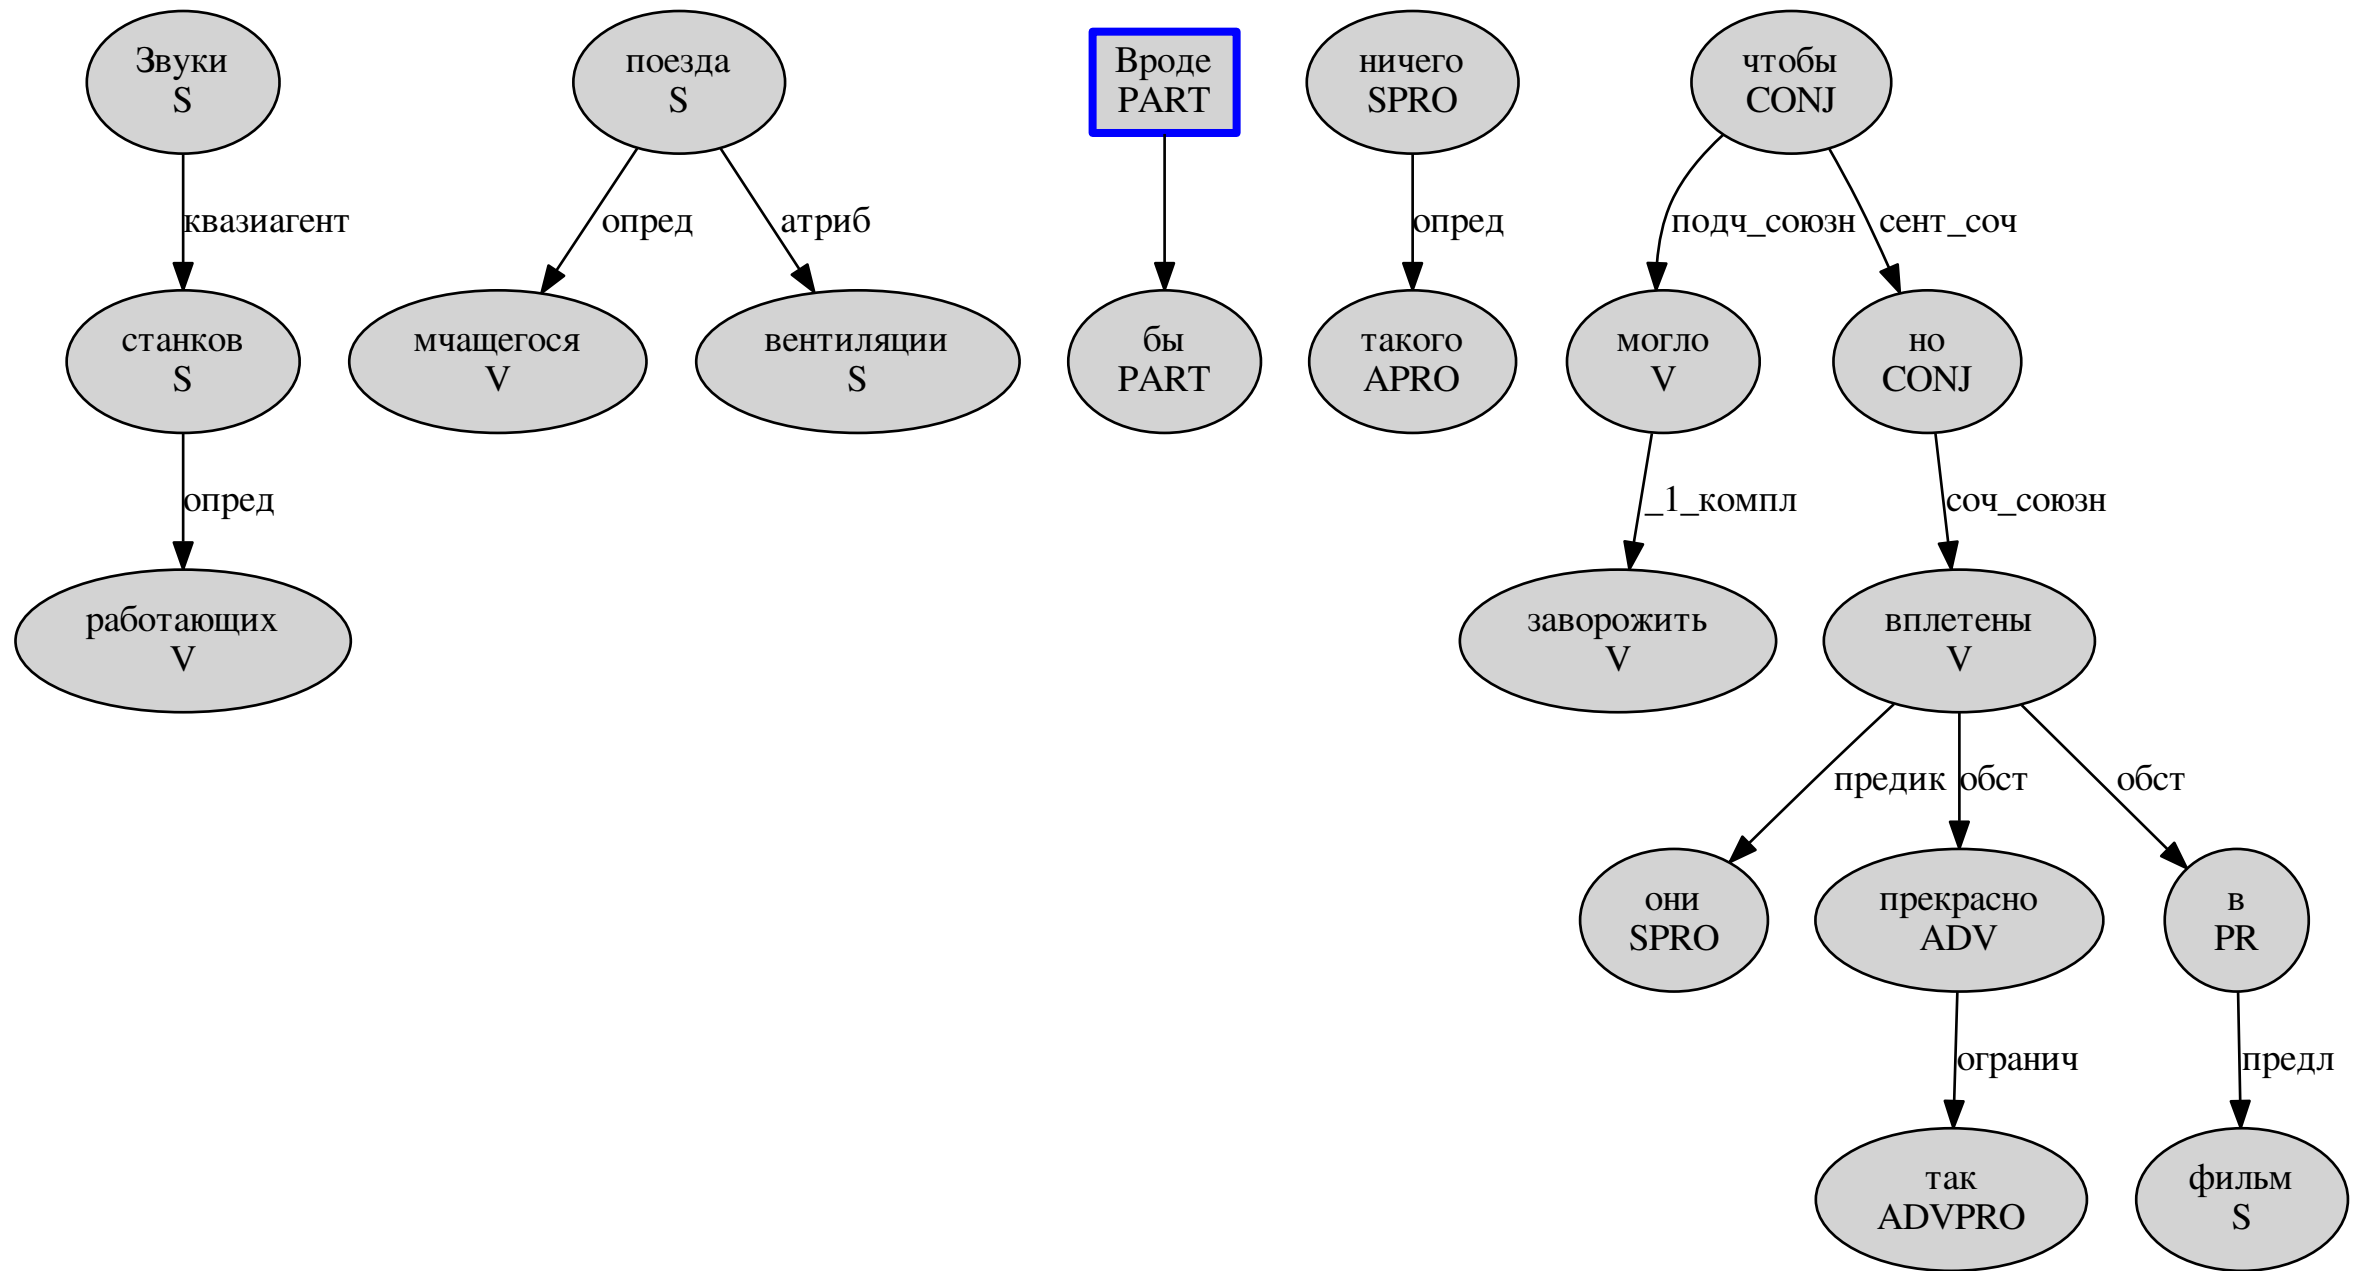 Звуки
S
поезда
S
Вроде
PART
ничего
SPRO
чтобы
CONJ
квазиагент
опред
атриб
опред
подч_союзн
сент_соч
станков
S
мчащегося
V
вентиляции
S
бы
PART
такого
APRO
могло
V
но
CONJ
опред
_1_компл
соч_союзн
работающих
V
заворожить
V
вплетены
V
предик
обст
обст
они
SPRO
прекрасно
ADV
в
PR
огранич
предл
так
ADVPRO
фильм
S